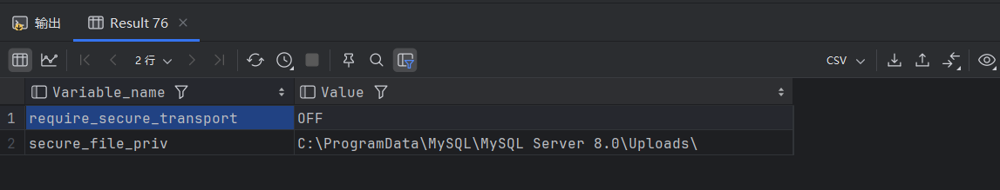 输出
Result 76
2 行
CSV
Variable_name Value
1 require_secure_transport OFF
2 secure_file_priv C:\ProgramData\MySQL\MySQL Server 8.0\Uploads\